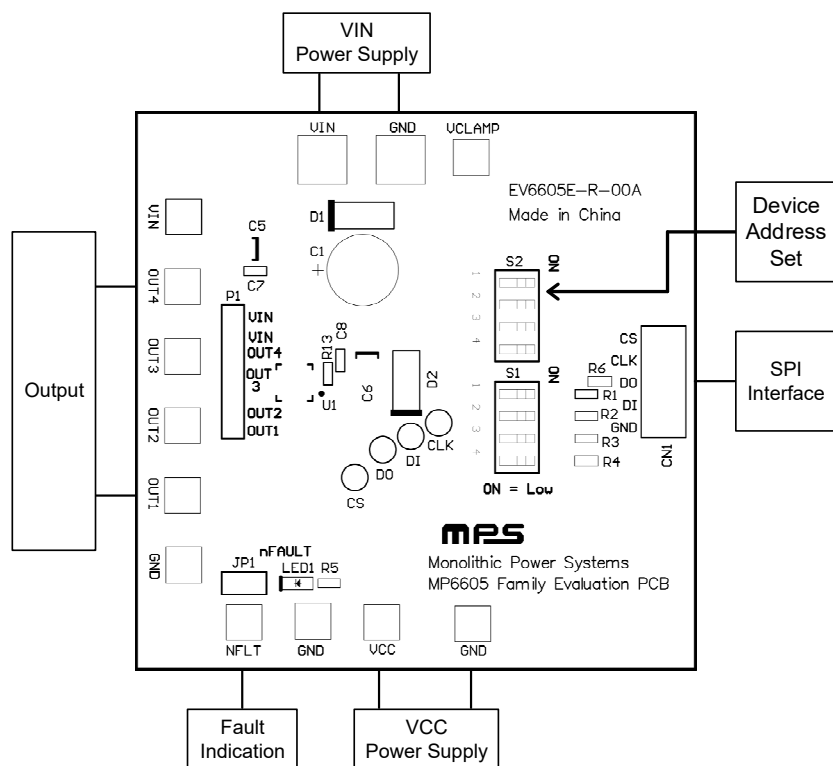 VIN
Power Supply
VIN
GND
VCLAMP
EV6605E-R-00A
Made in China
Device
Address
Set
VIN
D1
C5
C1
+
C7
S2
NO
1
2
3
4
OUT4
P1
VIN
VIN
OUT4
OUT
3
OUT2
OUT1
R13
C8
U1
C6
D2
S1
NO
1
2
3
4
CS
CLK
DO
DI
GND
R6
R1
R2
R3
R4
CN1
SPI
Interface
Output
OUT3
OUT2
OUT1
GND
CLK
DI
DO
CS
ON = Low
mps
Monolithic Power Systems
MP6605 Family Evaluation PCB
nFAULT
JP1
LED1
R5
NFLT
GND
VCC
GND
Fault
Indication
VCC
Power Supply